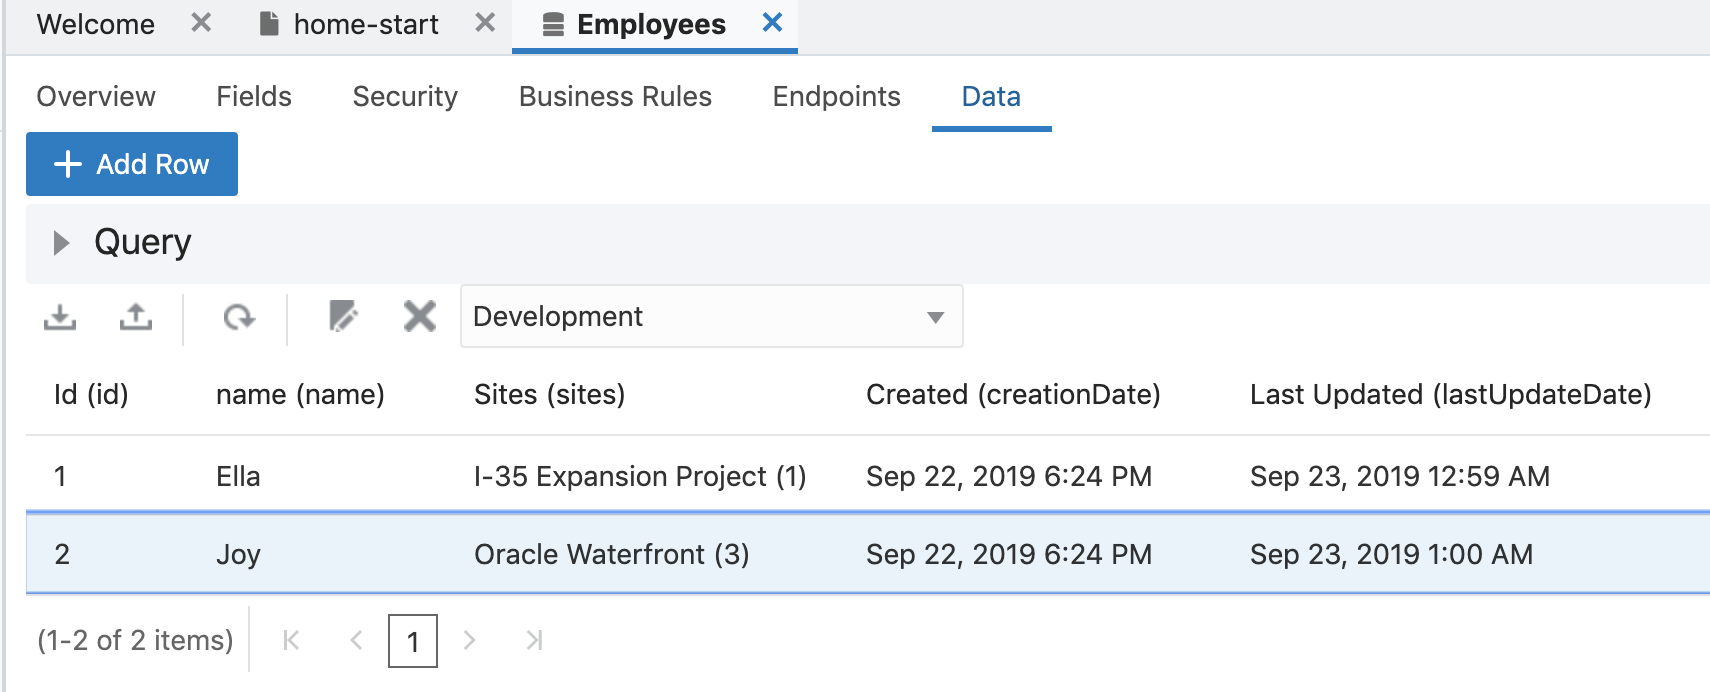 Welcome home-start Employees
Overview Fields Security Business Rules Endpoints Data
Add Row
Query
Development
Id (id) name (name) Sites (sites) Created (creationDate) Last Updated (lastUpdateDate)
1 Ella I-35 Expansion Project (1) Sep 22, 2019 6:24 PM Sep 23, 2019 12:59 AM
2 Joy Oracle Waterfront (3) Sep 22, 2019 6:24 PM Sep 23, 2019 1:00 AM
(1-2 of 2 items) 1